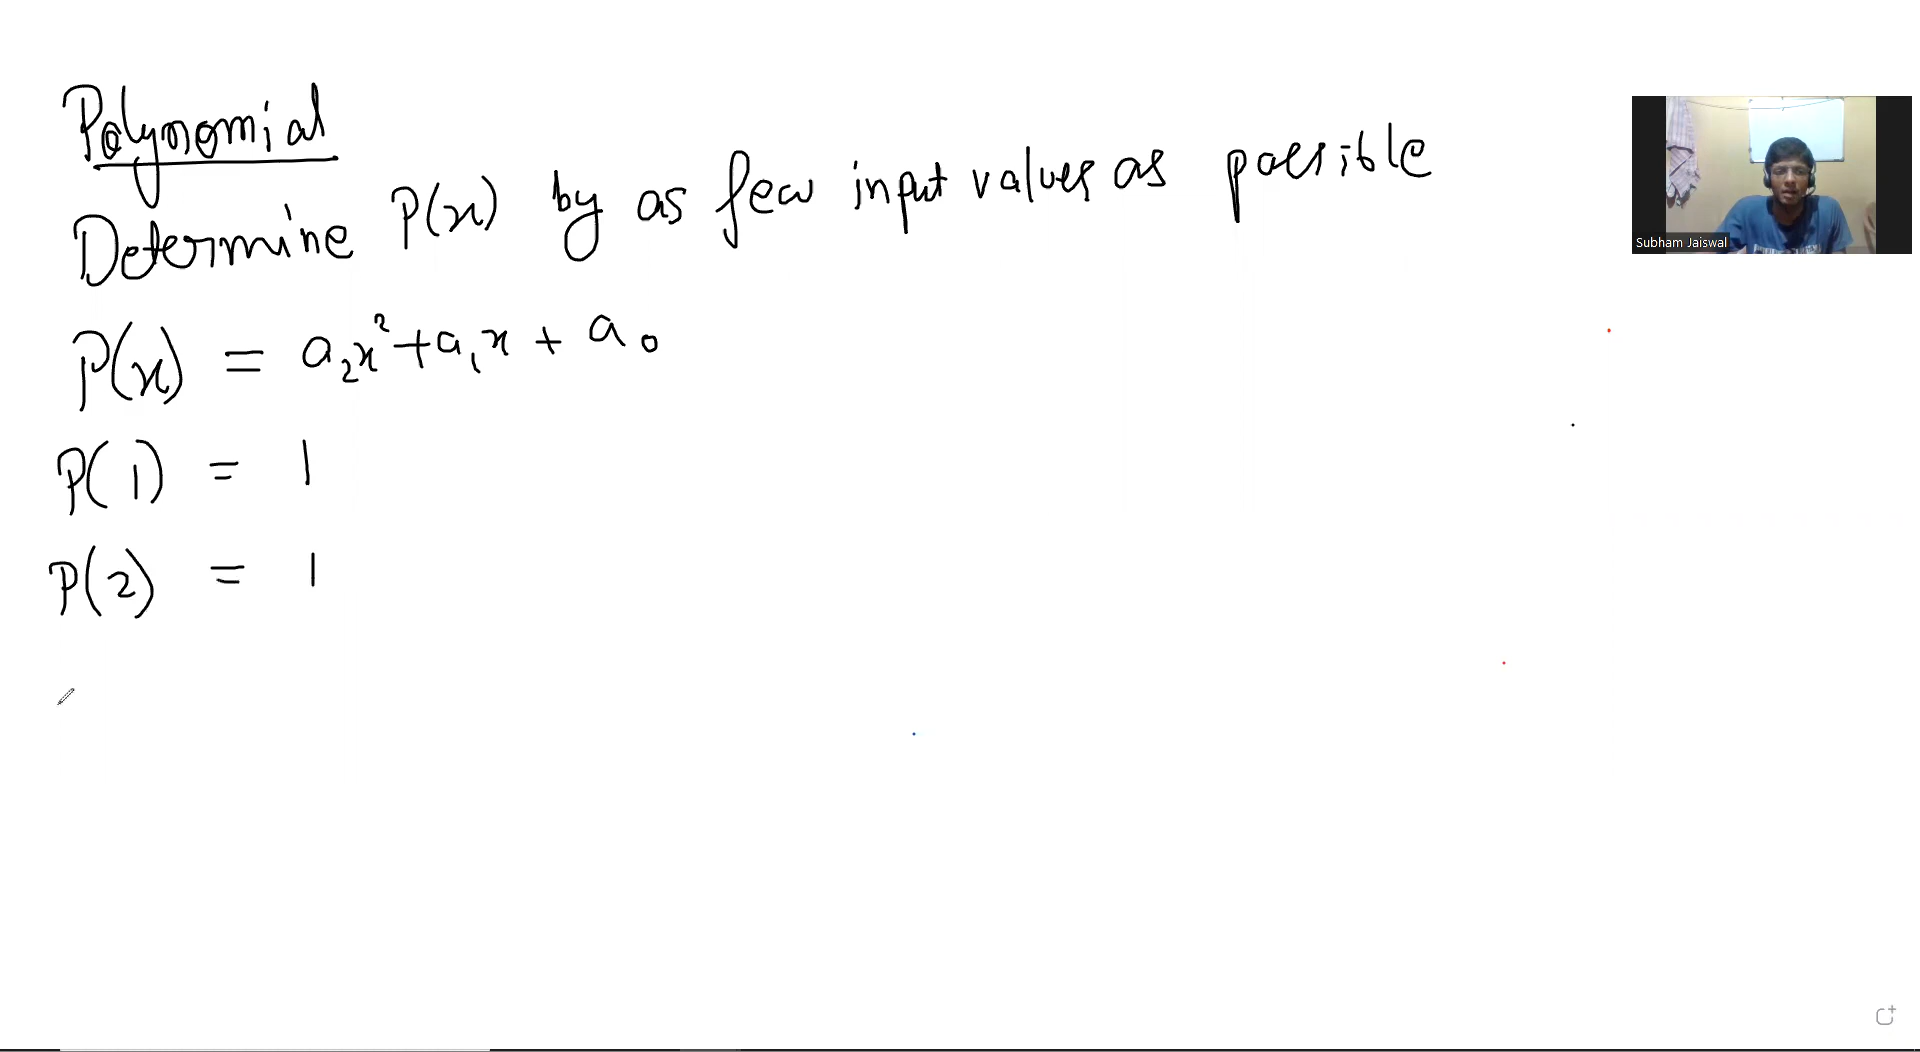 Polynomial
Determine P(x) by as few input values as possible
P(x) = a₂x² + a₁x + a₀
P(1) = 1
P(2) = 1
Subham Jaiswal